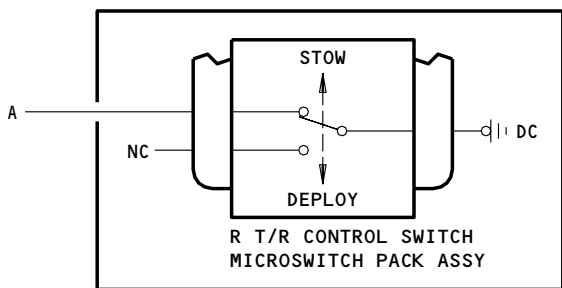 STOW
A
NC
DC
DEPLOY
R T/R CONTROL SWITCH
MICROSWITCH PACK ASSY